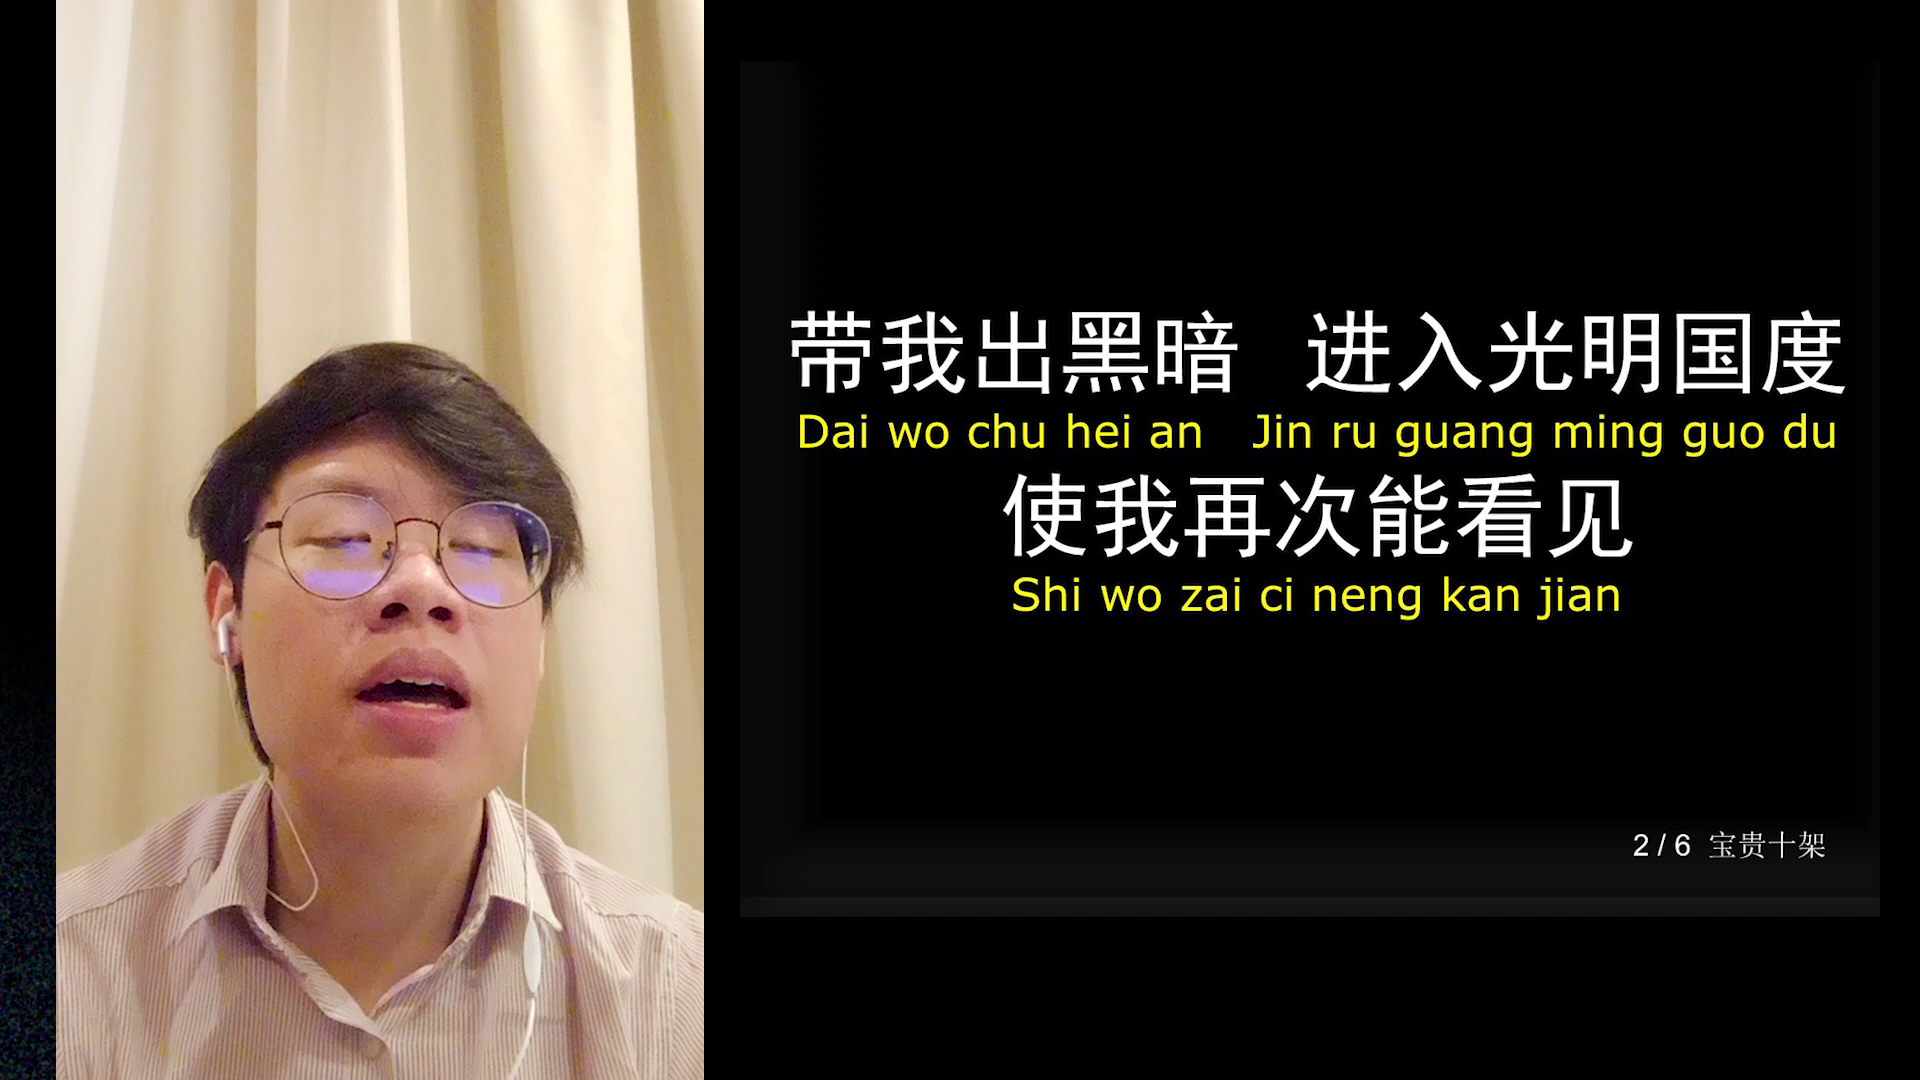 带我出黑暗 进入光明国度
Dai wo chu hei an Jin ru guang ming guo du
使我再次能看见
Shi wo zai ci neng kan jian
2 / 6 宝贵十架